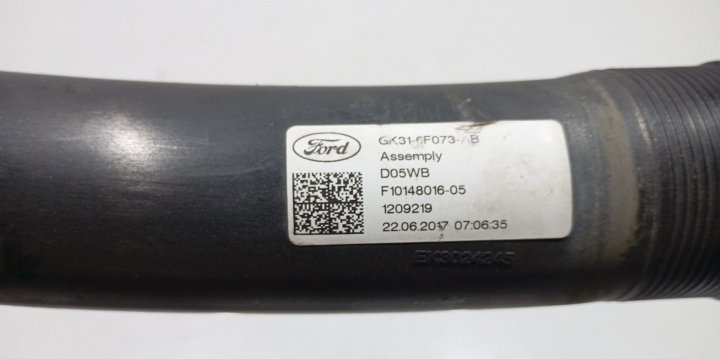 Ford
GK31-6F073-AB
Assemply
D05WB
F10148016-05
1209219
22.06.2017 07:06:35